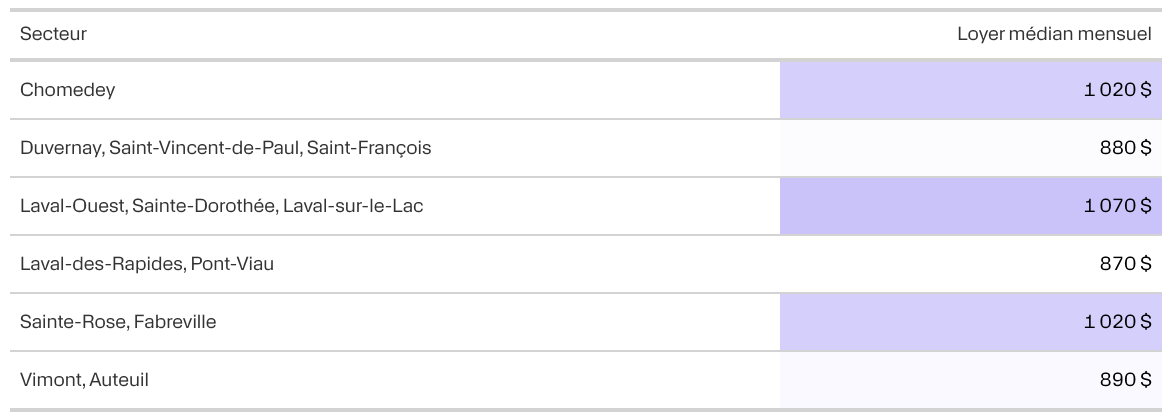 Secteur Loyer médian mensuel
Chomedey 1 020 $
Duvernay, Saint-Vincent-de-Paul, Saint-François 880 $
Laval-Ouest, Sainte-Dorothée, Laval-sur-le-Lac 1 070 $
Laval-des-Rapides, Pont-Viau 870 $
Sainte-Rose, Fabreville 1 020 $
Vimont, Auteuil 890 $